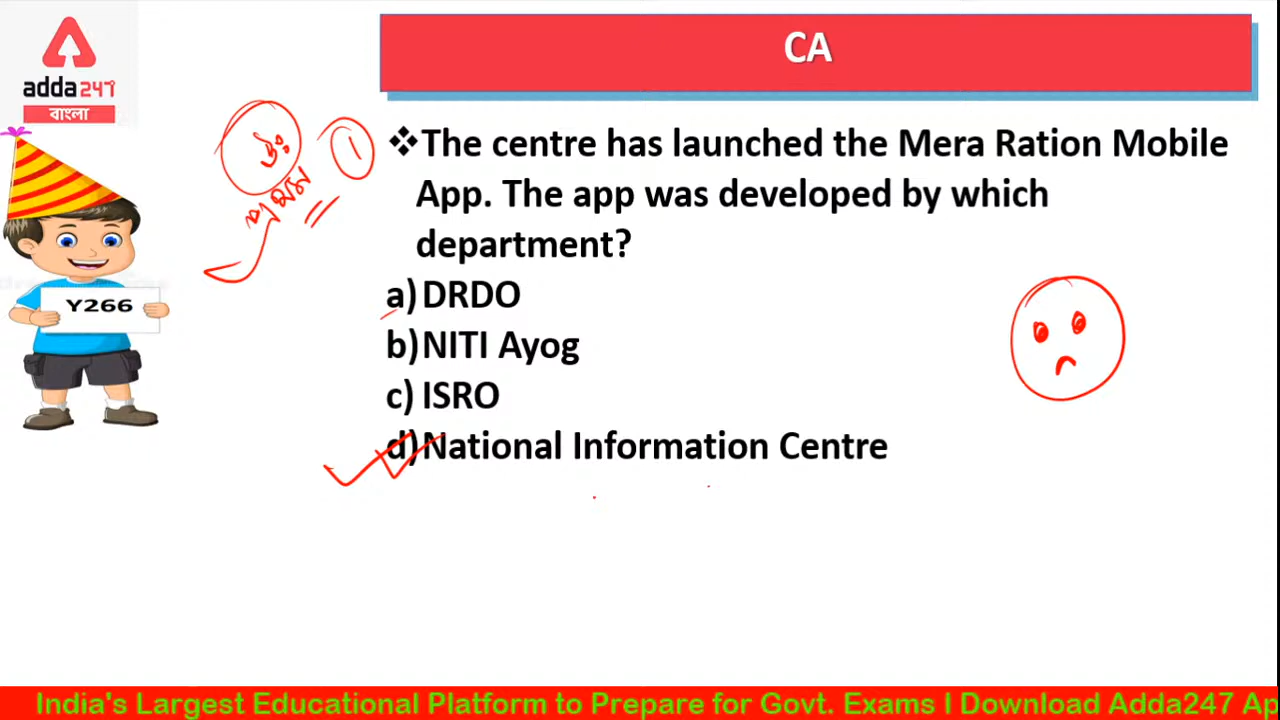 adda247
বাংলা
CA
❖The centre has launched the Mera Ration Mobile
App. The app was developed by which
department?
a) DRDO
b) NITI Ayog
c) ISRO
d) National Information Centre
Y266
India's Largest Educational Platform to Prepare for Govt. Exams I Download Adda247 Ap